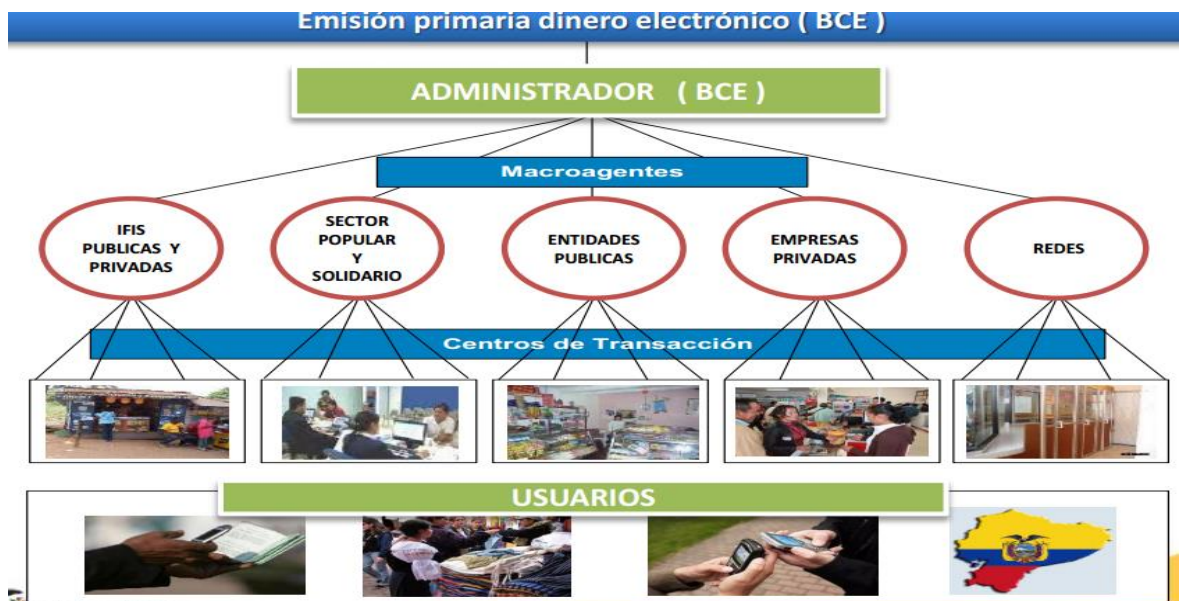 Emisión primaria dinero electrónico ( BCE )
ADMINISTRADOR ( BCE )
Macroagentes
IFIS
PUBLICAS Y
PRIVADAS
SECTOR
POPULAR
Y
SOLIDARIO
ENTIDADES
PUBLICAS
EMPRESAS
PRIVADAS
REDES
Centros de Transacción
USUARIOS